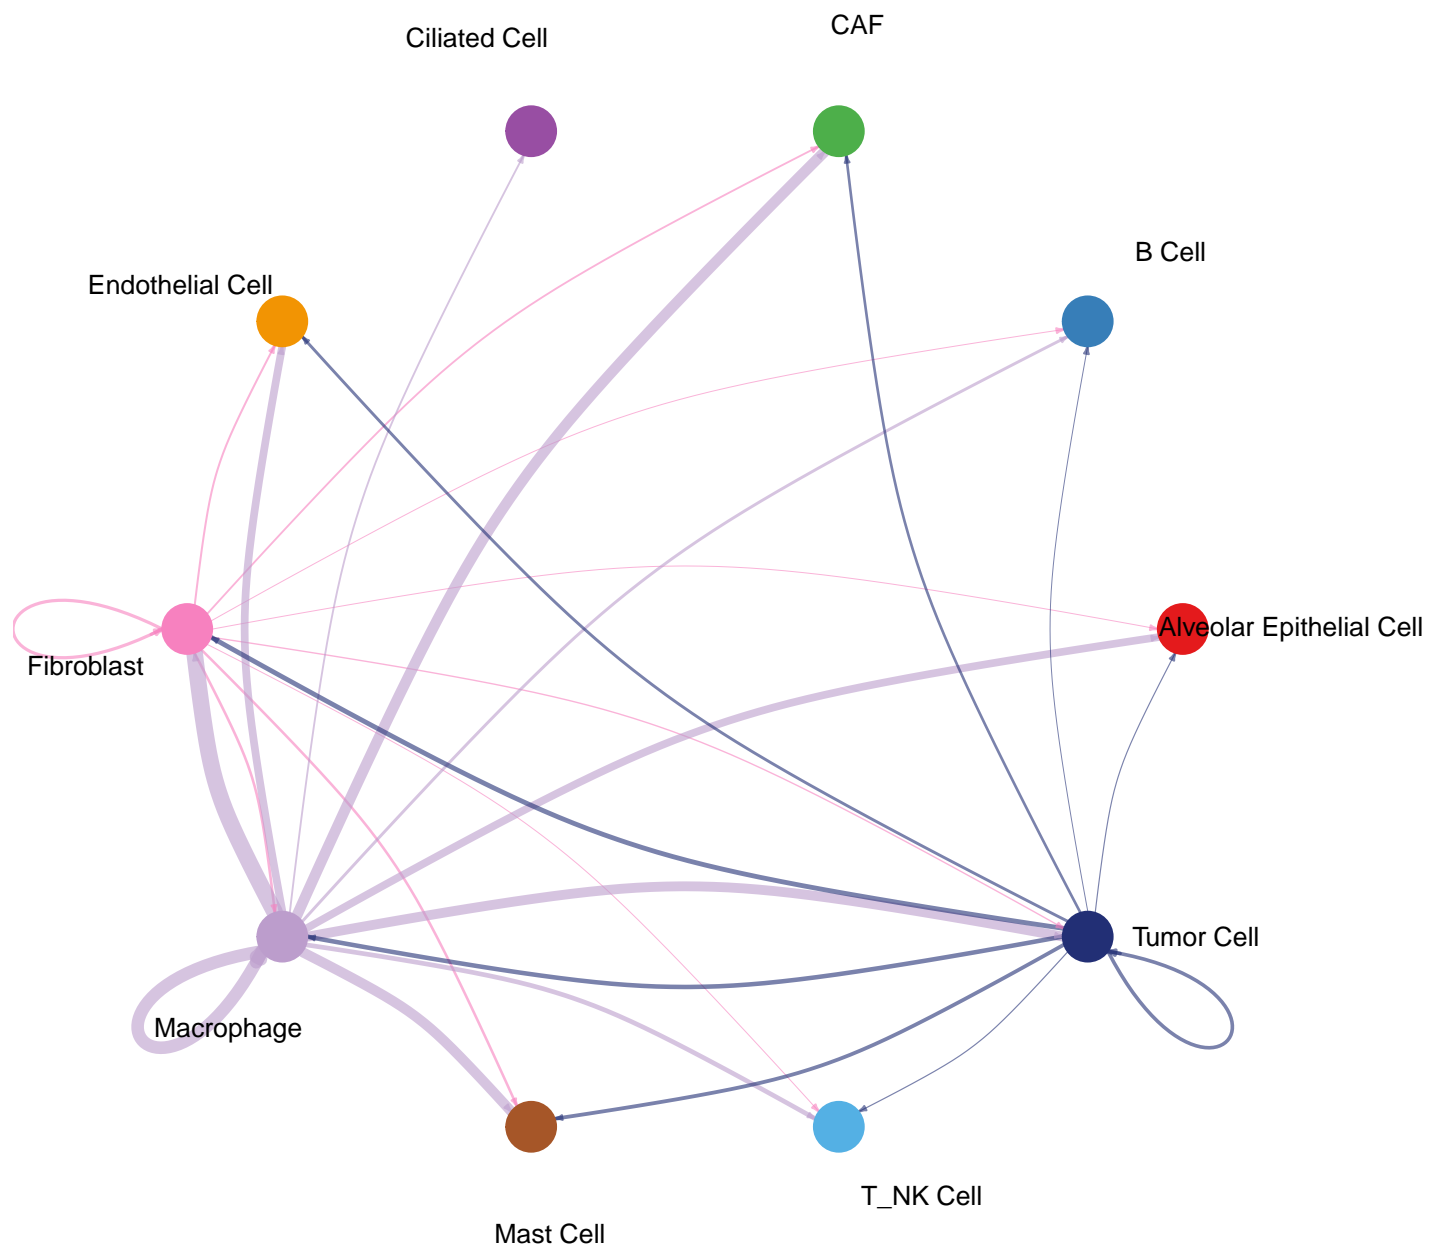 CAF
Ciliated Cell
B Cell
Endothelial Cell
Alveolar Epithelial Cell
Fibroblast
Tumor Cell
Macrophage
T_NK Cell
Mast Cell